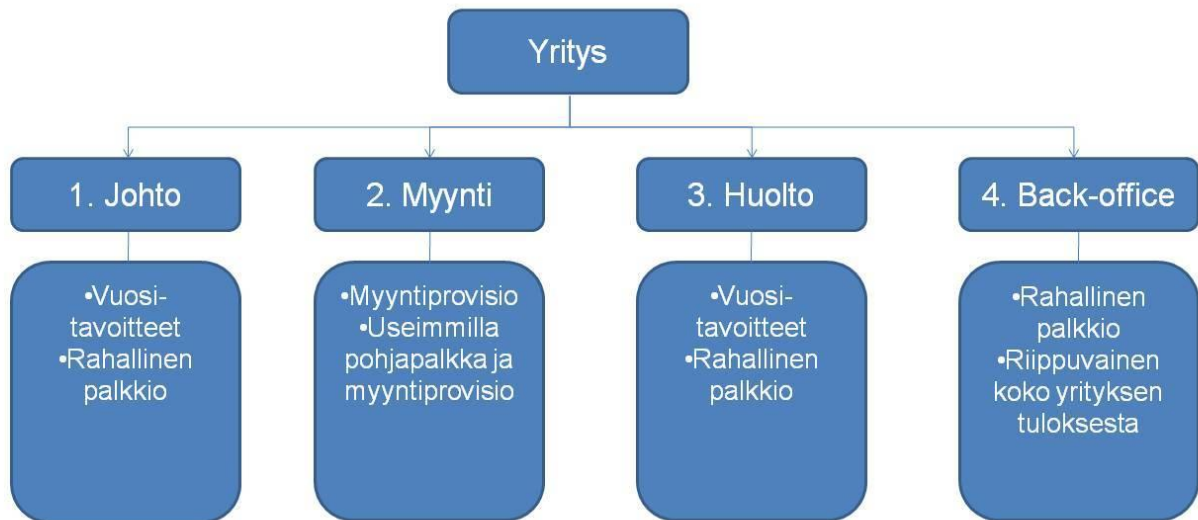 Yritys
1. Johto
2. Myynti
3. Huolto
4. Back-office
•Vuosi-
tavoitteet
•Rahallinen
palkkio
•Myyntiprovisio
•Useimmilla
pohjapalkka ja
myyntiprovisio
•Vuosi-
tavoitteet
•Rahallinen
palkkio
•Rahallinen
palkkio
•Riippuvainen
koko yrityksen
tuloksesta